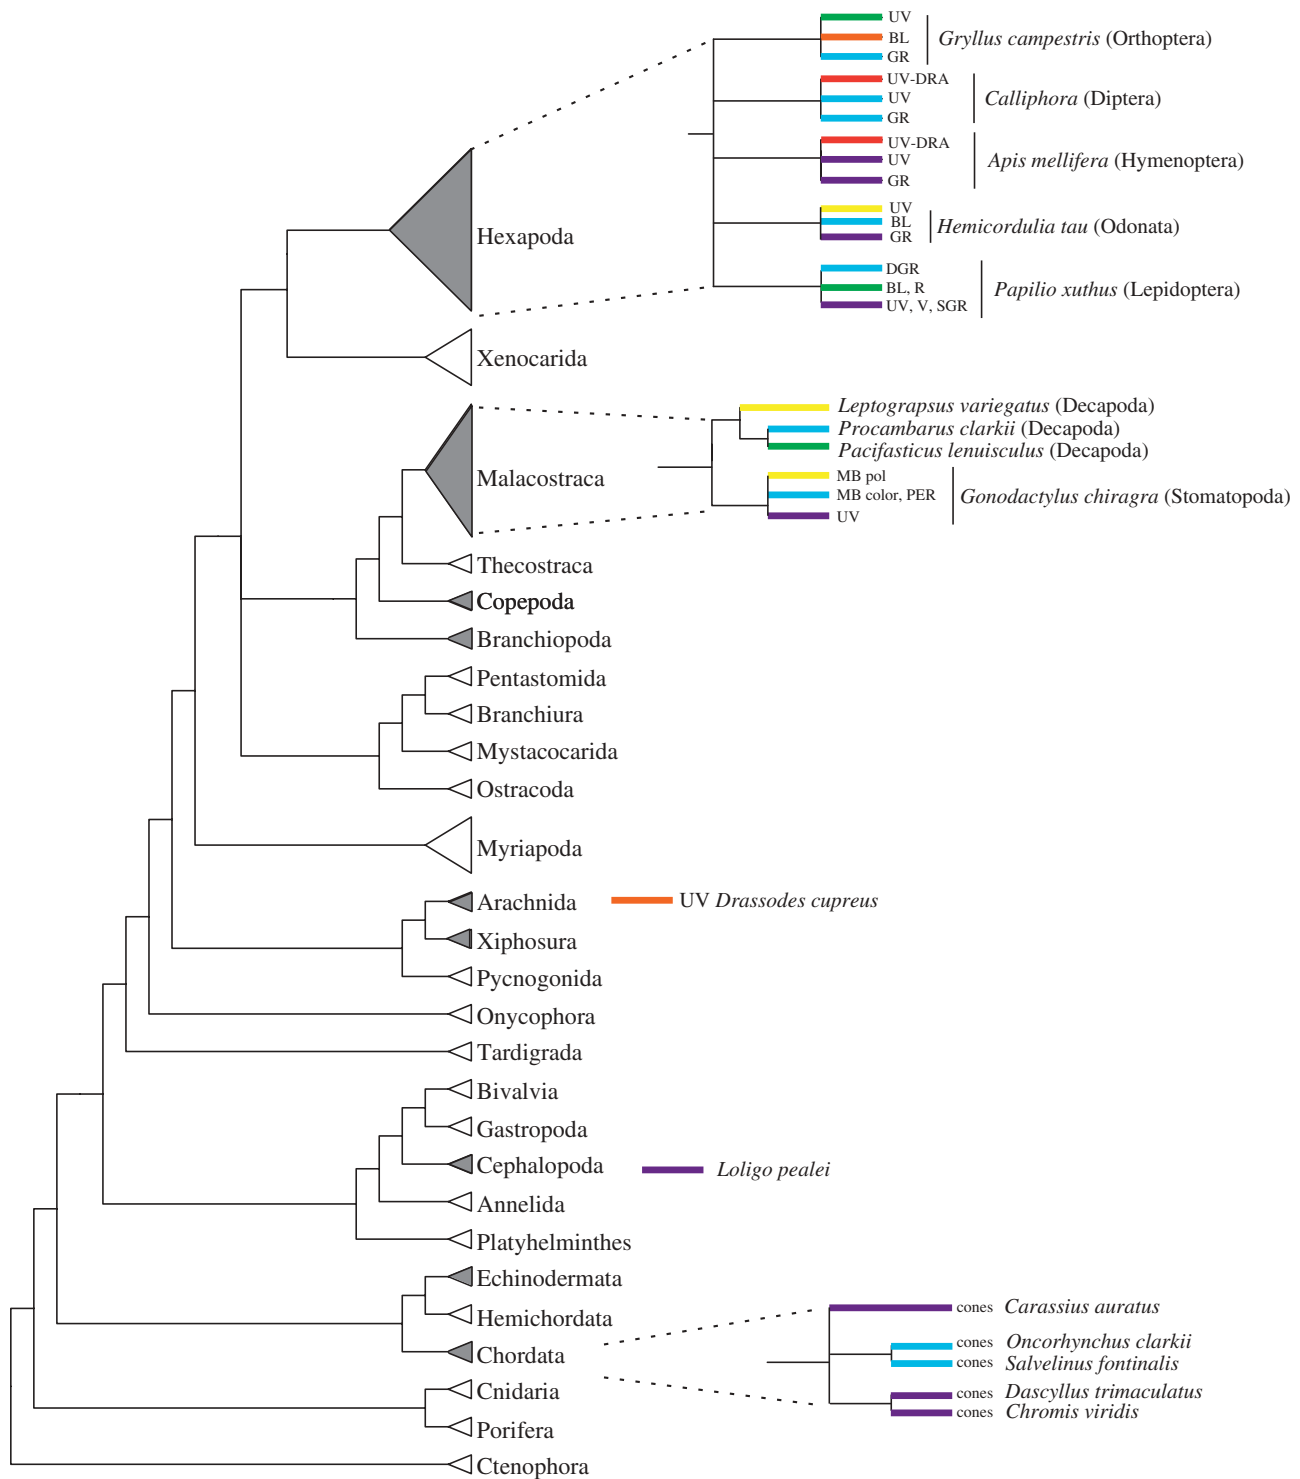 UV
BL
GR
Gryllus campestris (Orthoptera)
UV-DRA
UV
GR
Calliphora (Diptera)
UV-DRA
UV
GR
Apis mellifera (Hymenoptera)
UV
BL
GR
Hemicordulia tau (Odonata)
DGR
BL, R
UV, V, SGR
Papilio xuthus (Lepidoptera)
Hexapoda
Xenocarida
Leptograpsus variegatus (Decapoda)
Procambarus clarkii (Decapoda)
Pacifasticus lenuisculus (Decapoda)
MB pol
MB color, PER
UV
Gonodactylus chiragra (Stomatopoda)
Malacostraca
Thecostraca
Copepoda
Branchiopoda
Pentastomida
Branchiura
Mystacocarida
Ostracoda
Myriapoda
Arachnida
UV Drassodes cupreus
Xiphosura
Pycnogonida
Onycophora
Tardigrada
Bivalvia
Gastropoda
Cephalopoda
Loligo pealei
Annelida
Platyhelminthes
Echinodermata
Hemichordata
Chordata
cones Carassius auratus
cones Oncorhynchus clarkii
cones Salvelinus fontinalis
cones Dascyllus trimaculatus
cones Chromis viridis
Cnidaria
Porifera
Ctenophora